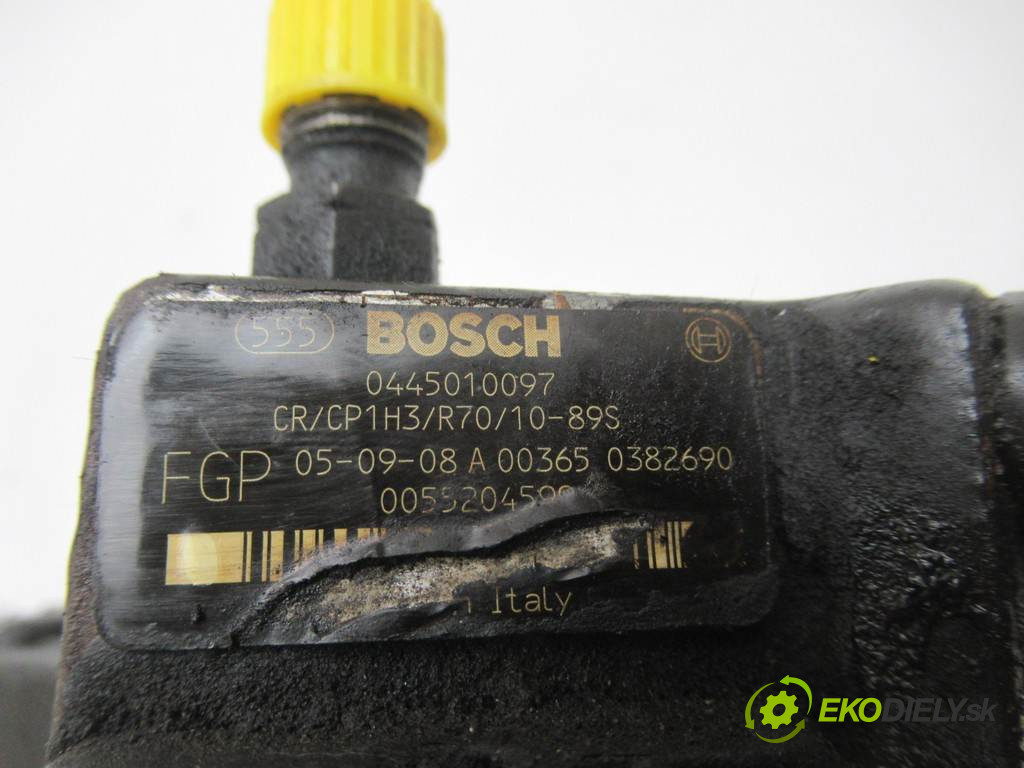 555 BOSCH
0445010097
CR/CP1H3/R70/10-89S
FGP 05-09-08 A 00365 0382690
Italy
EKODIELY.sk